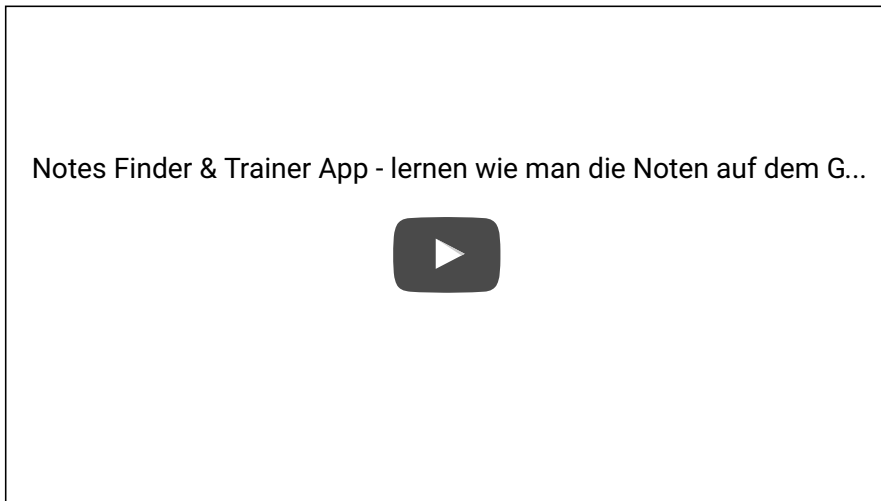 Notes Finder & Trainer App - lernen wie man die Noten auf dem G...